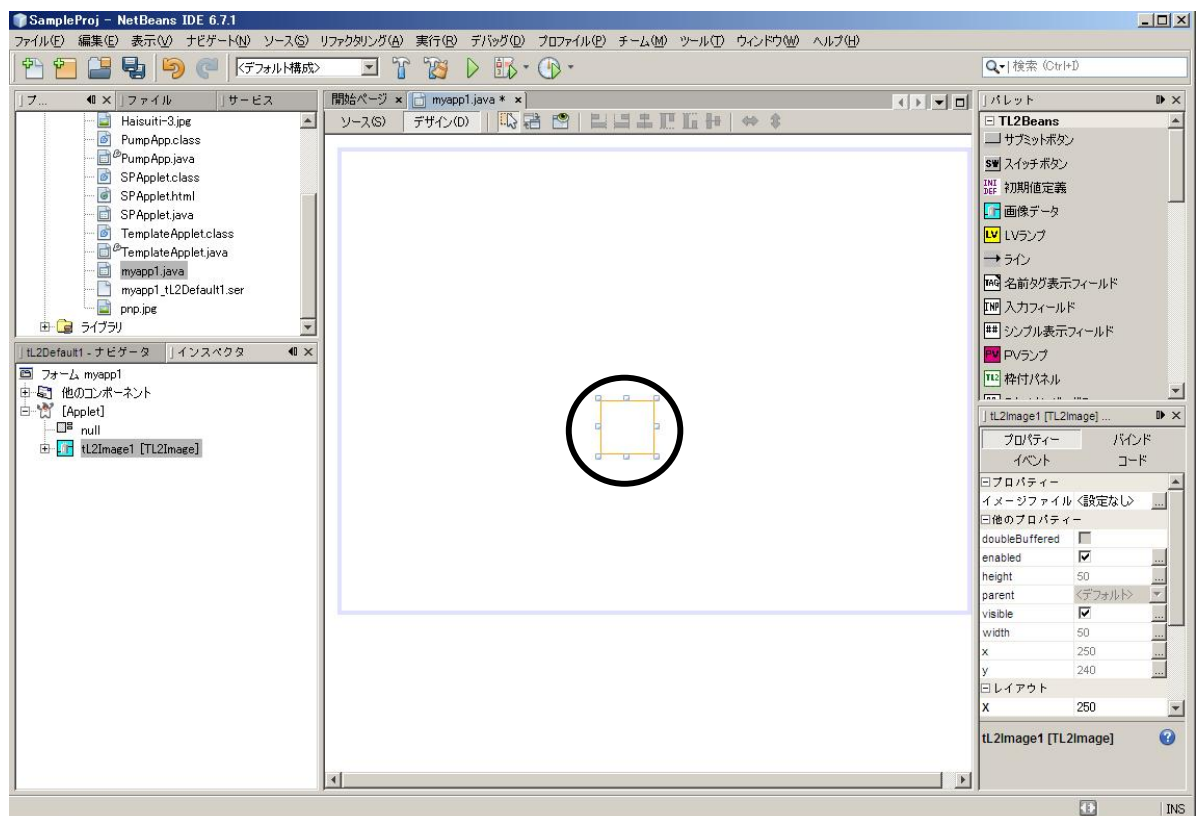 SampleProj - NetBeans IDE 6.7.1
ファイル(F) 編集(E) 表示(V) ナビゲート(N) ソース(S) リファクタリング(A) 実行(R) デバッグ(D) プロファイル(P) チーム(M) ツール(T) ウィンドウ(W) ヘルプ(H)
<デフォルト構成>
検索 (Ctrl+I)
プ... ファイル サービス
Haisuiti-3.jpg
PumpApp.class
PumpApp.java
SPApplet.class
SPApplet.html
SPApplet.java
TemplateApplet.class
TemplateApplet.java
myapp1.java
myapp1_tL2Default1.ser
pnp.jpg
ライブラリ
tL2Default1 - ナビゲータ インスペクタ
フォーム myapp1
他のコンポーネント
[Applet]
null
tL2Image1 [TL2Image]
開始ページ myapp1.java *
ソース(S) デザイン(D)
パレット
TL2Beans
サブミットボタン
SW スイッチボタン
INI DEF 初期値定義
画像データ
LV LVランプ
ライン
TAG 名前タグ表示フィールド
INP 入力フィールド
## シンプル表示フィールド
PV PVランプ
TL2 枠付パネル
tL2Image1 [TL2Image] ...
プロパティー バインド
イベント コード
プロパティー
イメージファイル <設定なし> ...
他のプロパティー
doubleBuffered
enabled ...
height 50 ...
parent <デフォルト>
visible ...
width 50 ...
x 250 ...
y 240 ...
レイアウト
X 250
tL2Image1 [TL2Image]
INS